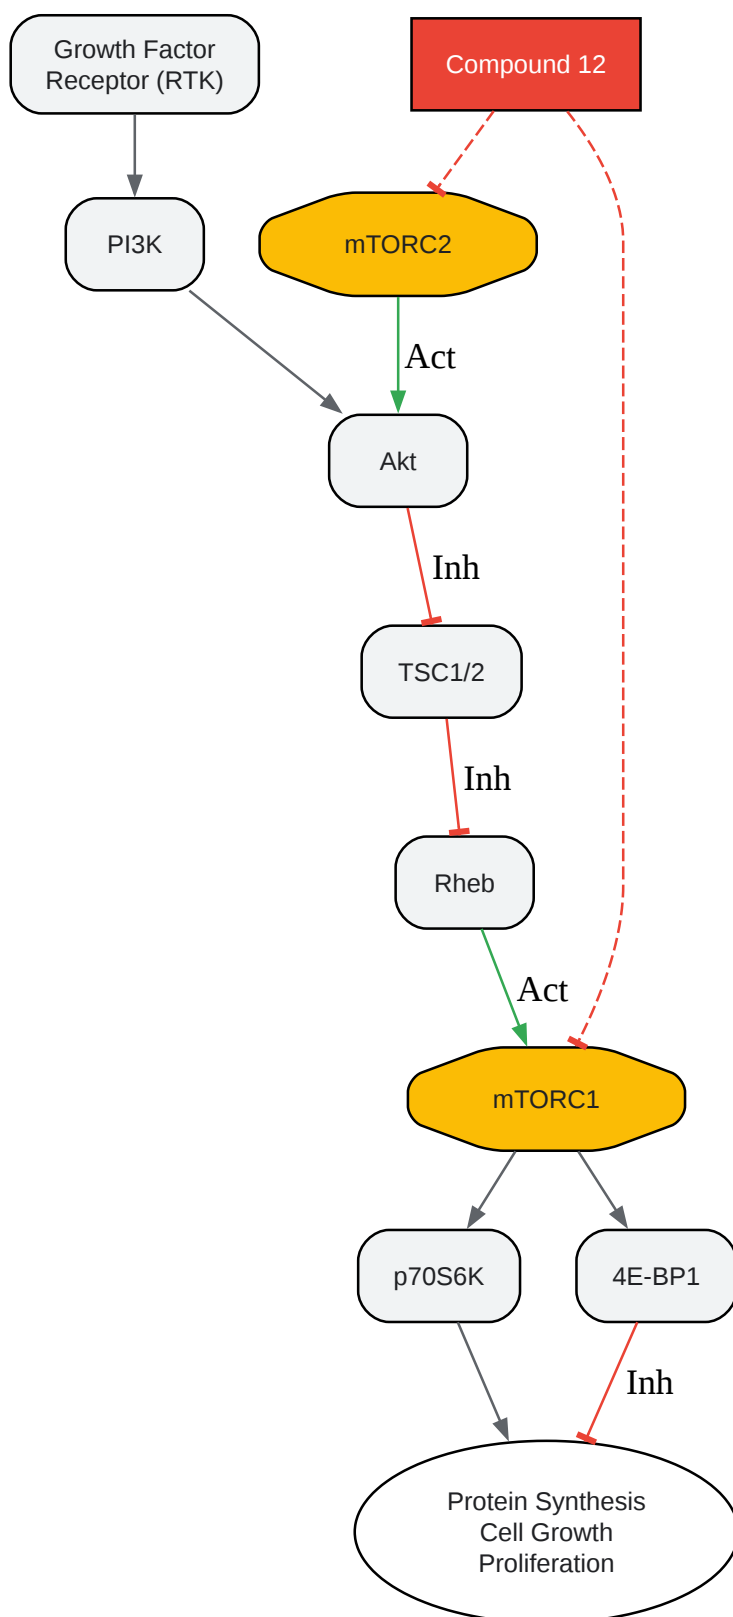 Growth Factor
Receptor (RTK)
Compound 12
PI3K
mTORC2
Act
Akt
Inh
TSC1/2
Inh
Rheb
Act
mTORC1
p70S6K
4E-BP1
Inh
Protein Synthesis
Cell Growth
Proliferation